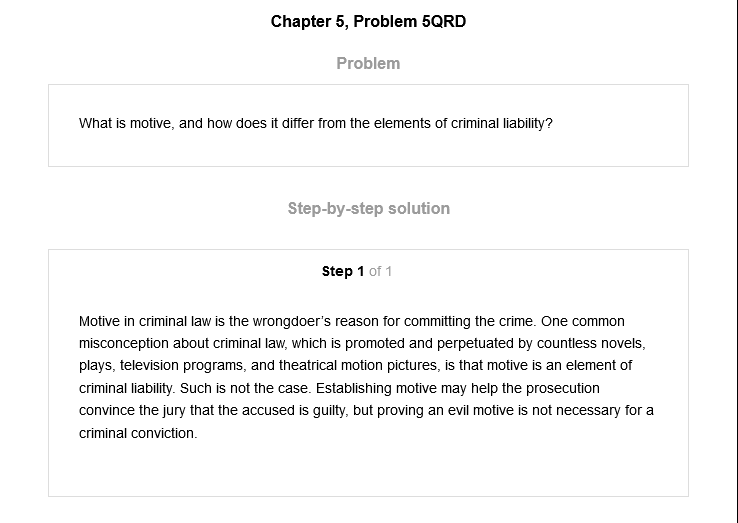 Chapter 5, Problem 5QRD
Problem
What is motive, and how does it differ from the elements of criminal liability?
Step-by-step solution
Step 1 of 1
Motive in criminal law is the wrongdoer’s reason for committing the crime. One common
misconception about criminal law, which is promoted and perpetuated by countless novels,
plays, television programs, and theatrical motion pictures, is that motive is an element of
criminal liability. Such is not the case. Establishing motive may help the prosecution
convince the jury that the accused is guilty, but proving an evil motive is not necessary for a
criminal conviction.